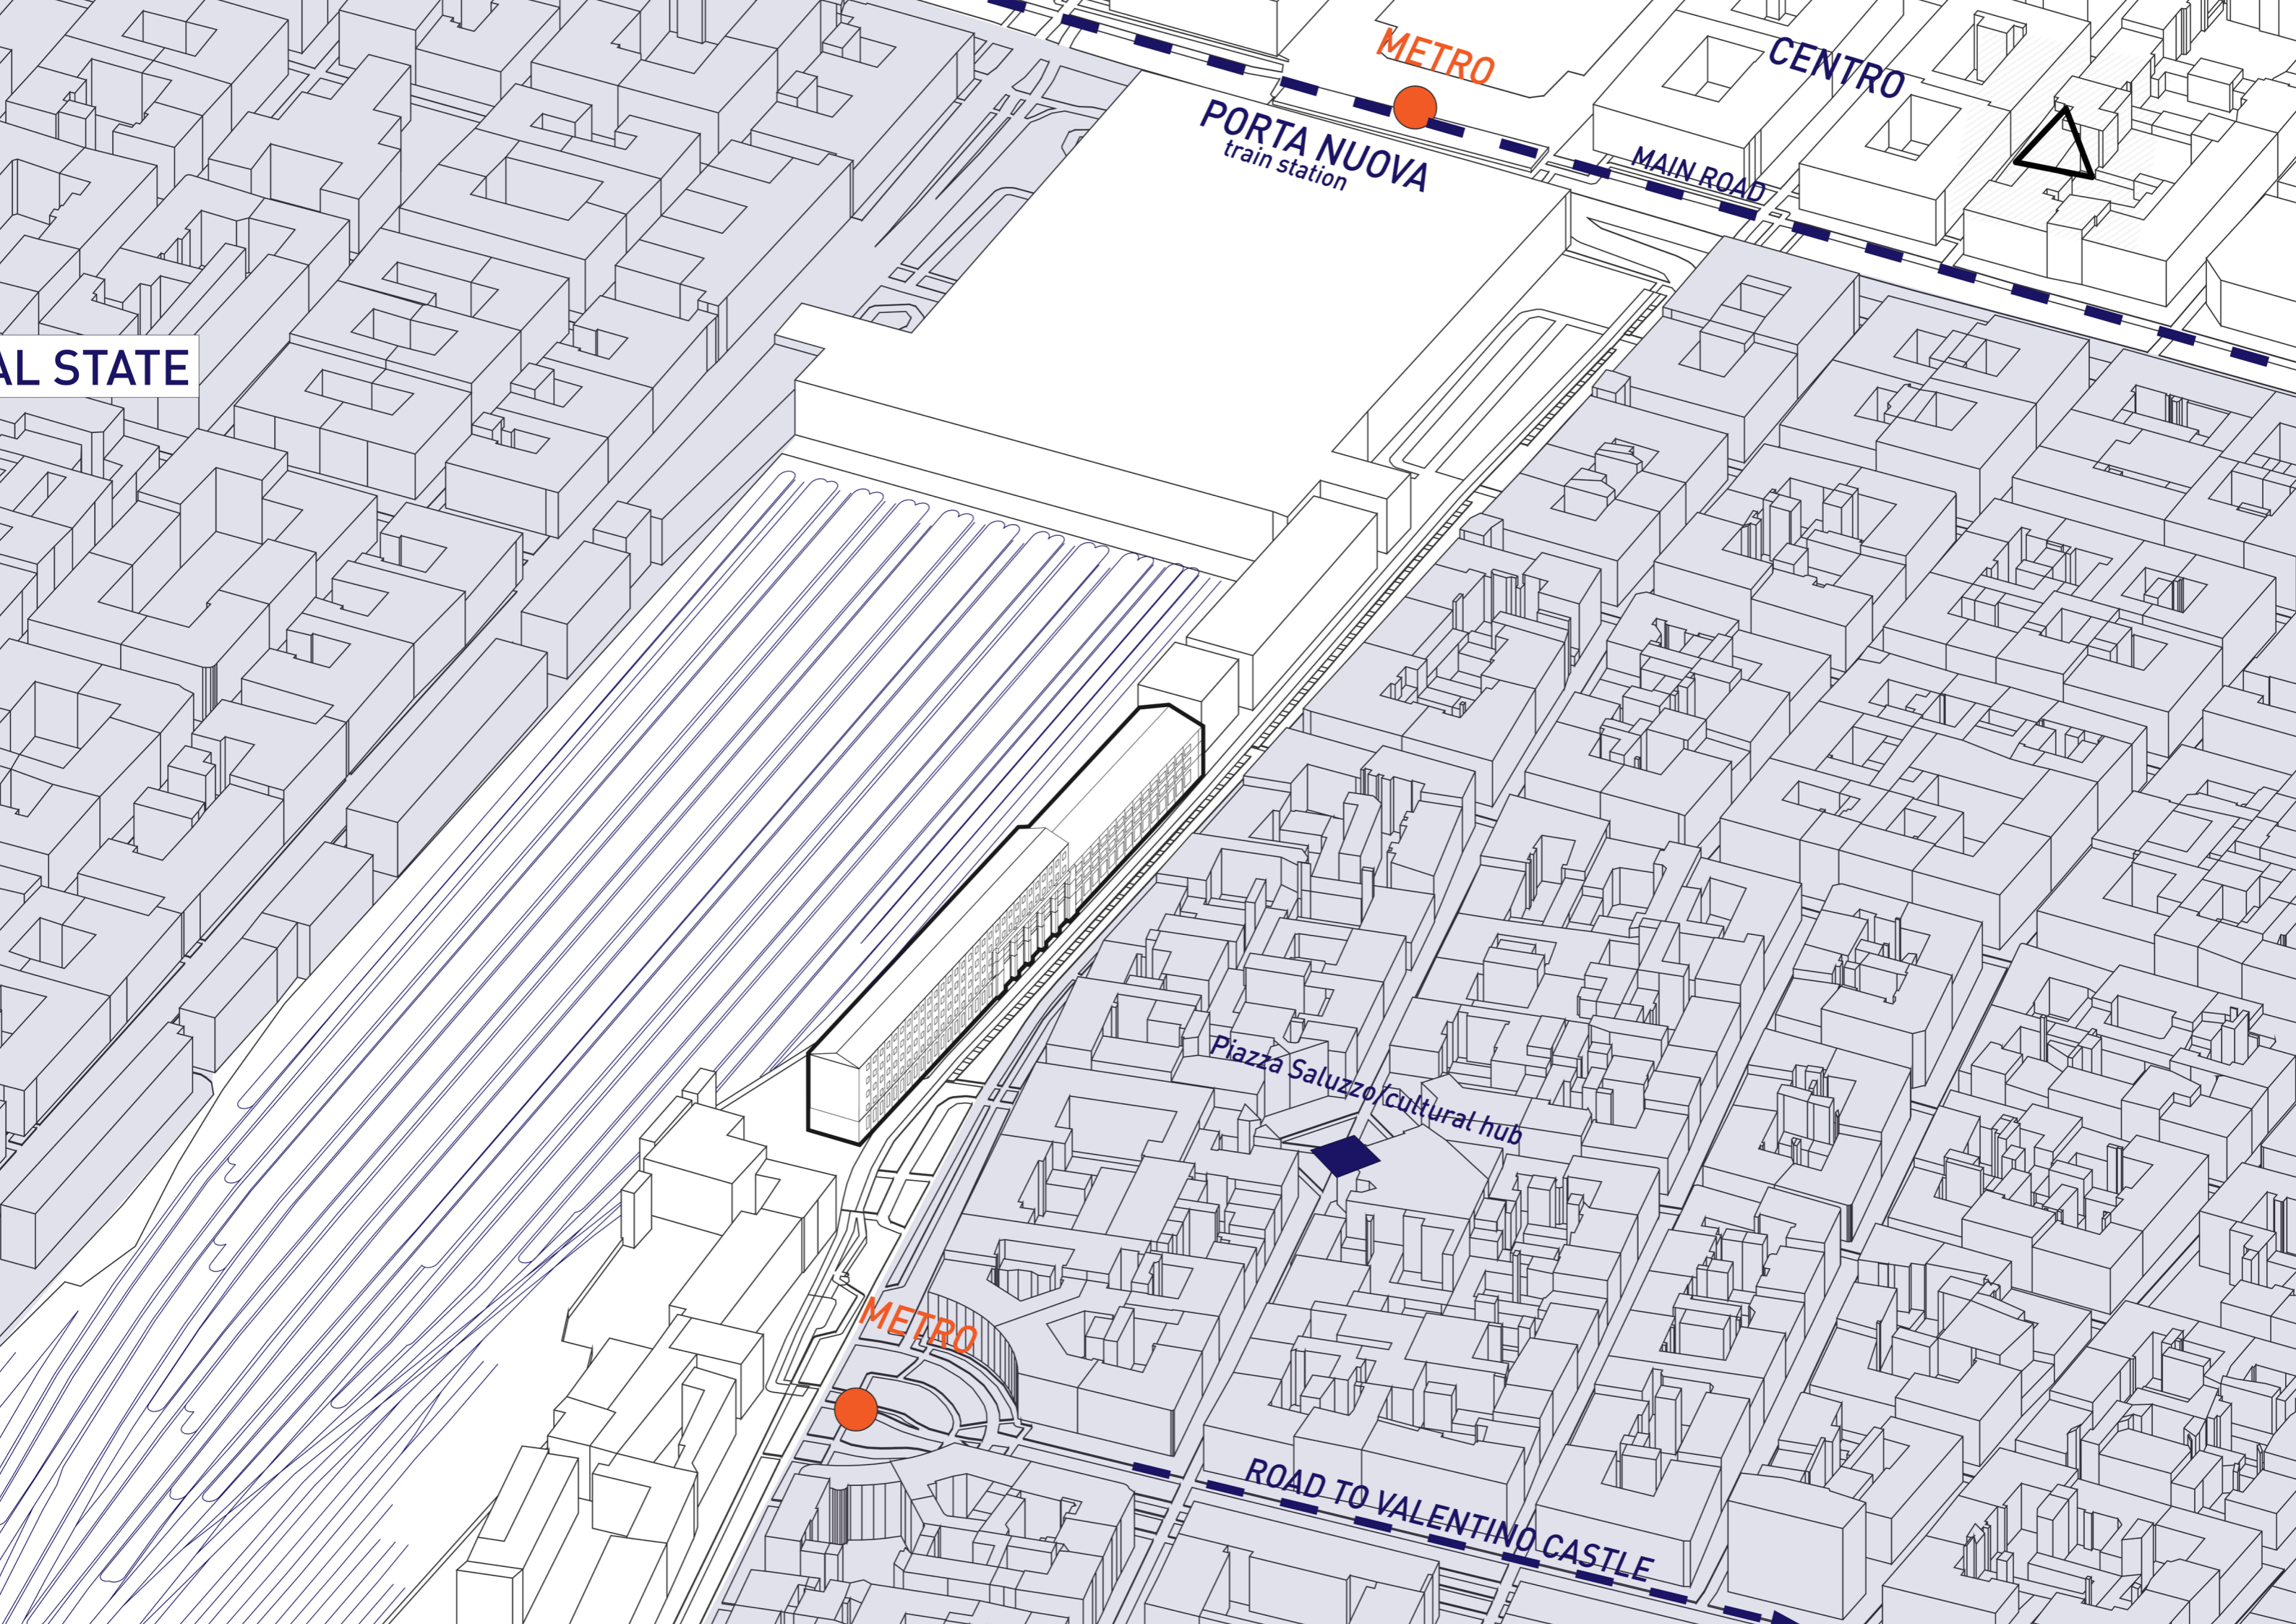 METRO
CENTRO
PORTA NUOVA
train station
MAIN ROAD
AL STATE
Piazza Saluzzo/cultural hub
METRO
ROAD TO VALENTINO CASTLE